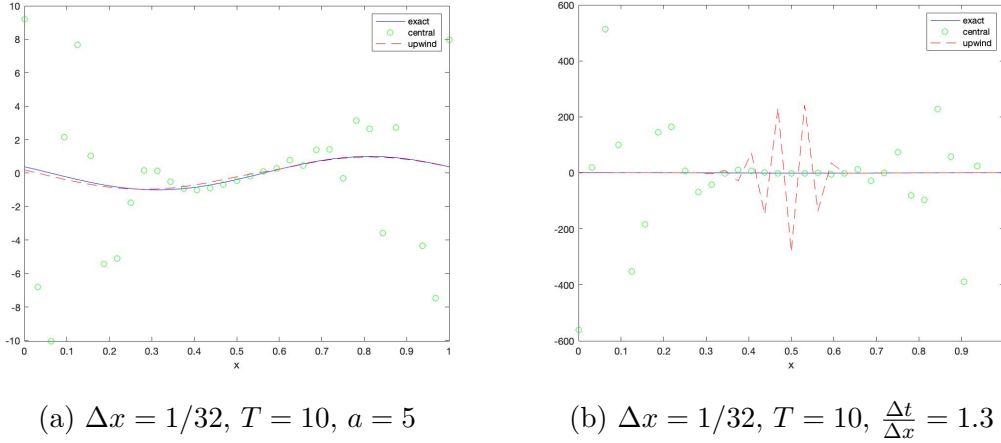 10
8
6
4
2
0
-2
-4
-6
-8
-10
0 0.1 0.2 0.3 0.4 0.5 0.6 0.7 0.8 0.9 1
x
exact
central
upwind
(a) Δx = 1/32, T = 10, a = 5
600
400
200
0
-200
-400
-600
0 0.1 0.2 0.3 0.4 0.5 0.6 0.7 0.8 0.9
x
exact
central
upwind
(b) Δx = 1/32, T = 10, Δt/Δx = 1.3